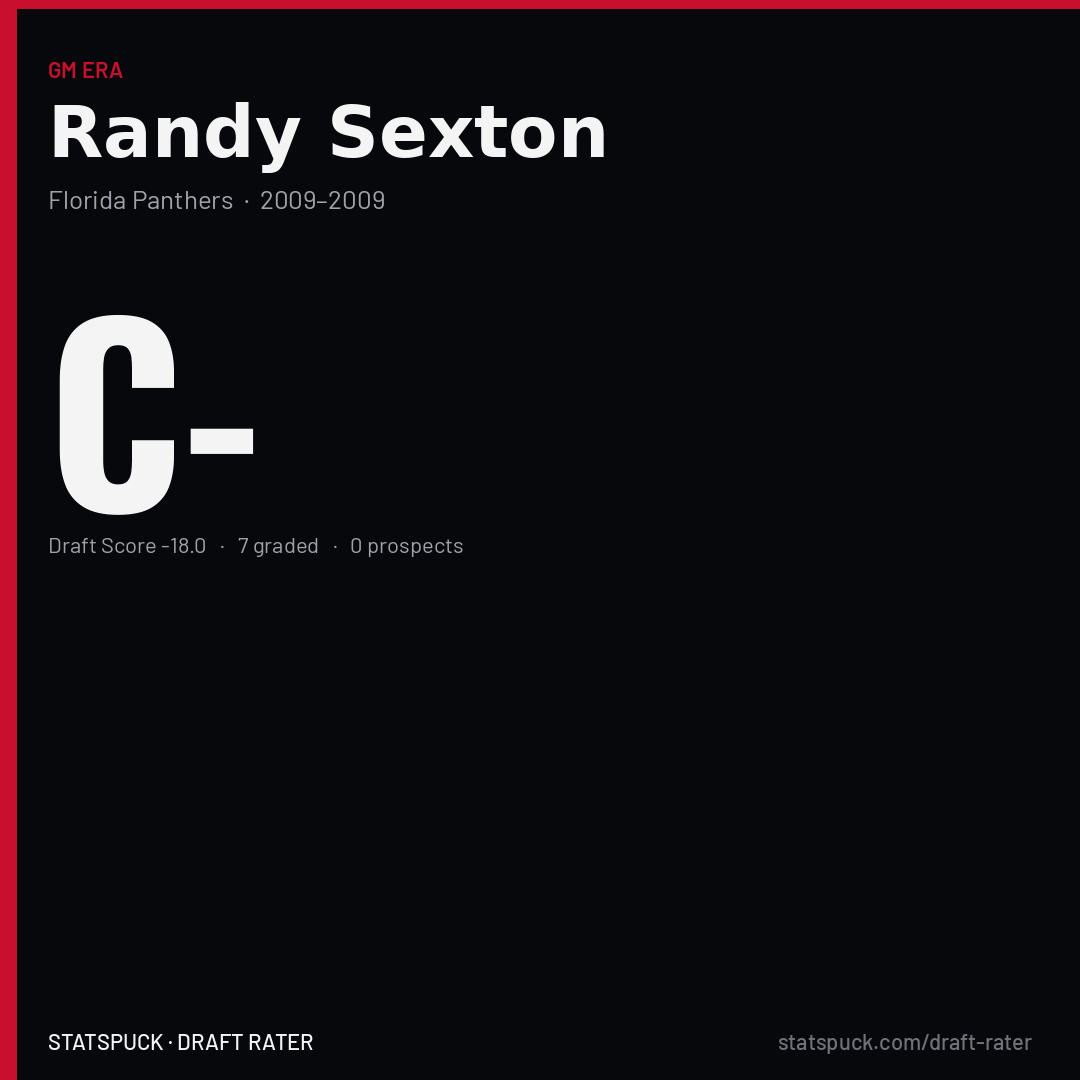 GM ERA
Randy Sexton
Florida Panthers · 2009–2009
C-
Draft Score -18.0 · 7 graded · 0 prospects
STATSPUCK · DRAFT RATER
statspuck.com/draft-rater